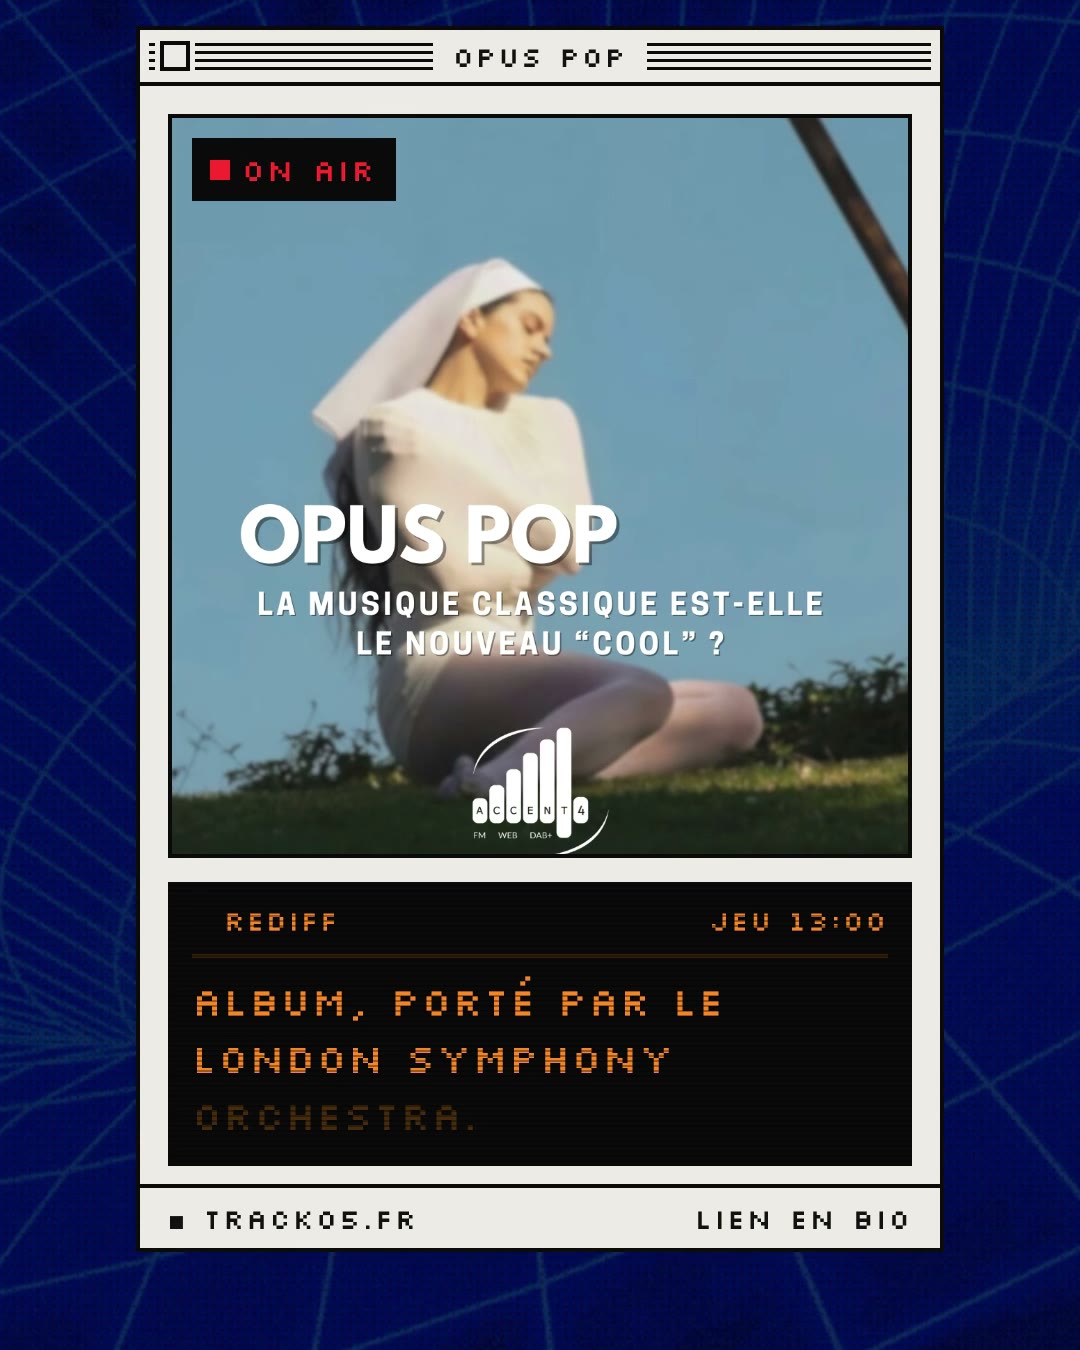 OPUS POP
ON AIR
OPUS POP
LA MUSIQUE CLASSIQUE EST-ELLE
LE NOUVEAU “COOL” ?
ACCENT4
FM WEB DAB+
REDIFF JEU 13:00
ALBUM, PORTÉ PAR LE
LONDON SYMPHONY
ORCHESTRA.
TRACK05.FR LIEN EN BIO